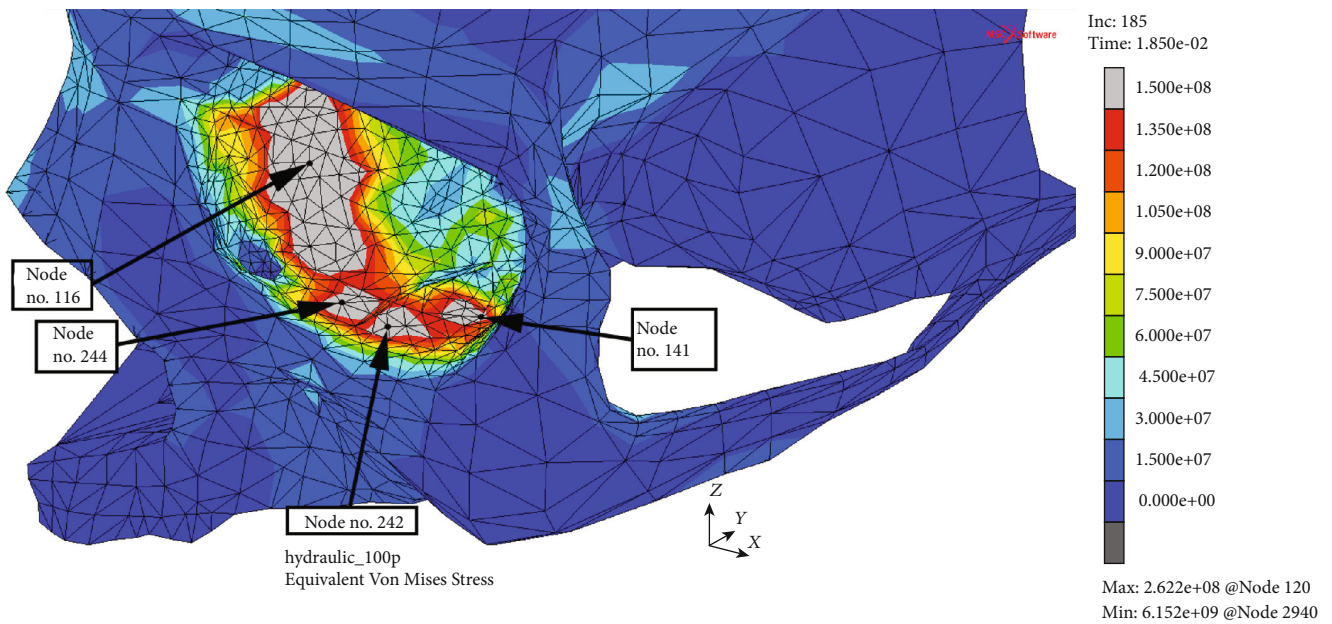 Inc: 185
Time: 1.850e-02
1.500e+08
1.350e+08
1.200e+08
1.050e+08
9.000e+07
7.500e+07
6.000e+07
4.500e+07
3.000e+07
1.500e+07
0.000e+00
Max: 2.622e+08 @Node 120
Min: 6.152e+09 @Node 2940
Node
no. 116
Node
no. 244
Node
no. 141
Node no. 242
hydraulic_100p
Equivalent Von Mises Stress
Z
Y
X
software